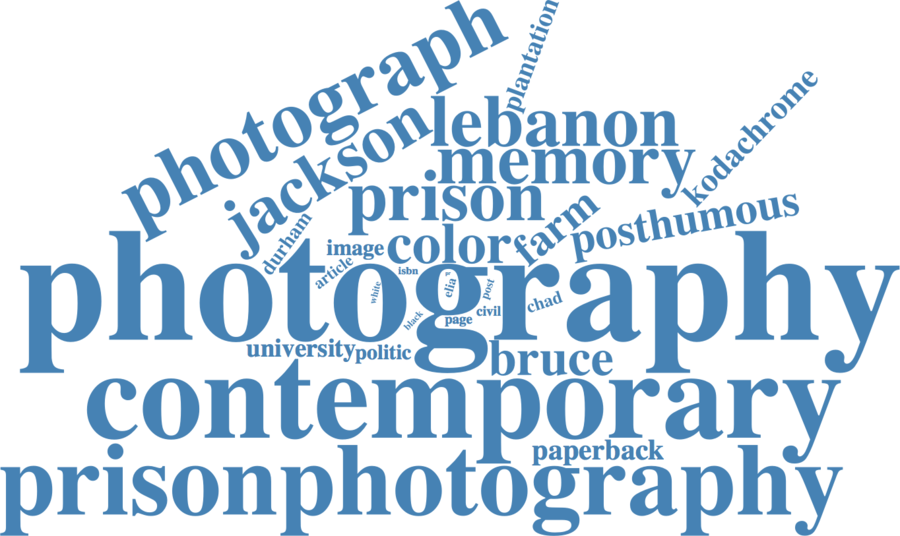 photograph
plantation
jackson
lebanon
kodachrome
memory
prison
farm
posthumous
durham
image
color
article
isbn
photography
white
elia
post
chad
black
page
civil
university
politic
bruce
contemporary
paperback
prisonphotography